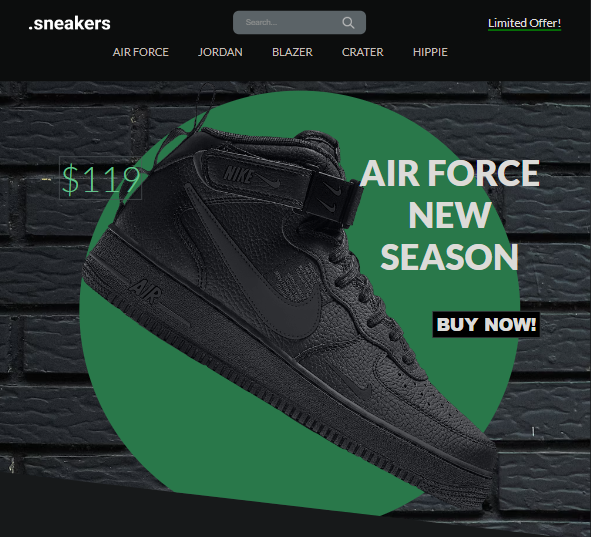 .sneakers
Search...
Limited Offer!
AIR FORCE
JORDAN
BLAZER
CRATER
HIPPIE
$119
NIKE
AIR
AIR FORCE
NEW
SEASON
BUY NOW!